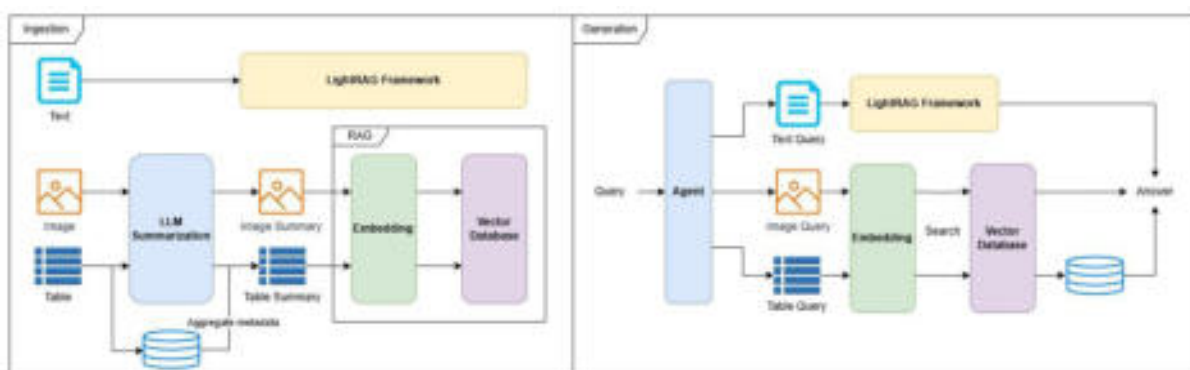 Ingestion
LightRAG Framework
Text
RAG
Image
LLM
Summarization
Image Summary
Embedding
Vector
Database
Table
Table Summary
Aggregate metadata
Generation
LightRAG Framework
Text Query
Query
Agent
Answer
Image Query
Embedding
Search
Vector
Database
Table Query